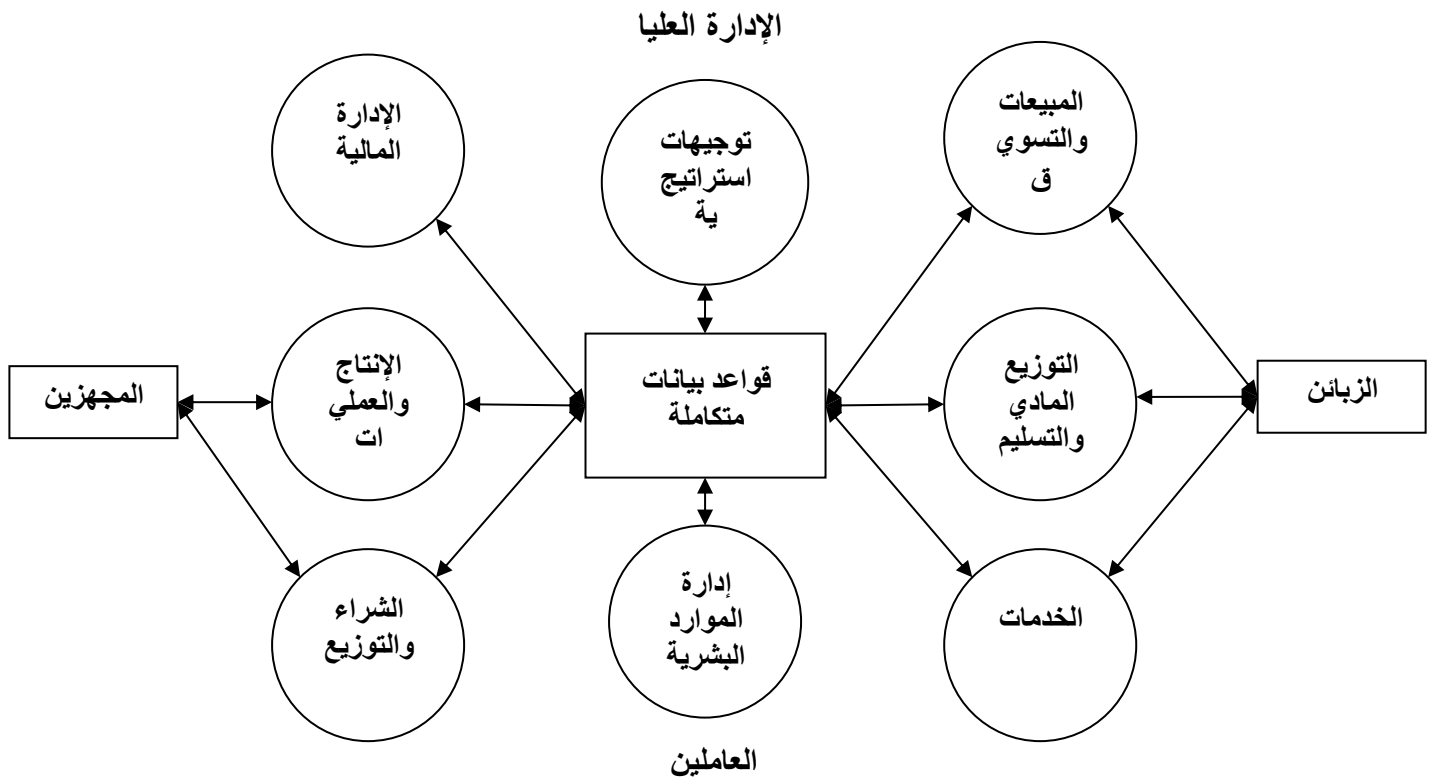 الإدارة العليا
المبيعات
والتسوي
ق
توجيهات
استراتيج
ية
الإدارة
المالية
الزبائن
التوزيع
المادي
والتسليم
قواعد بيانات
متكاملة
الإنتاج
والعملي
ات
المجهزين
الخدمات
إدارة
الموارد
البشرية
الشراء
والتوزيع
العاملين